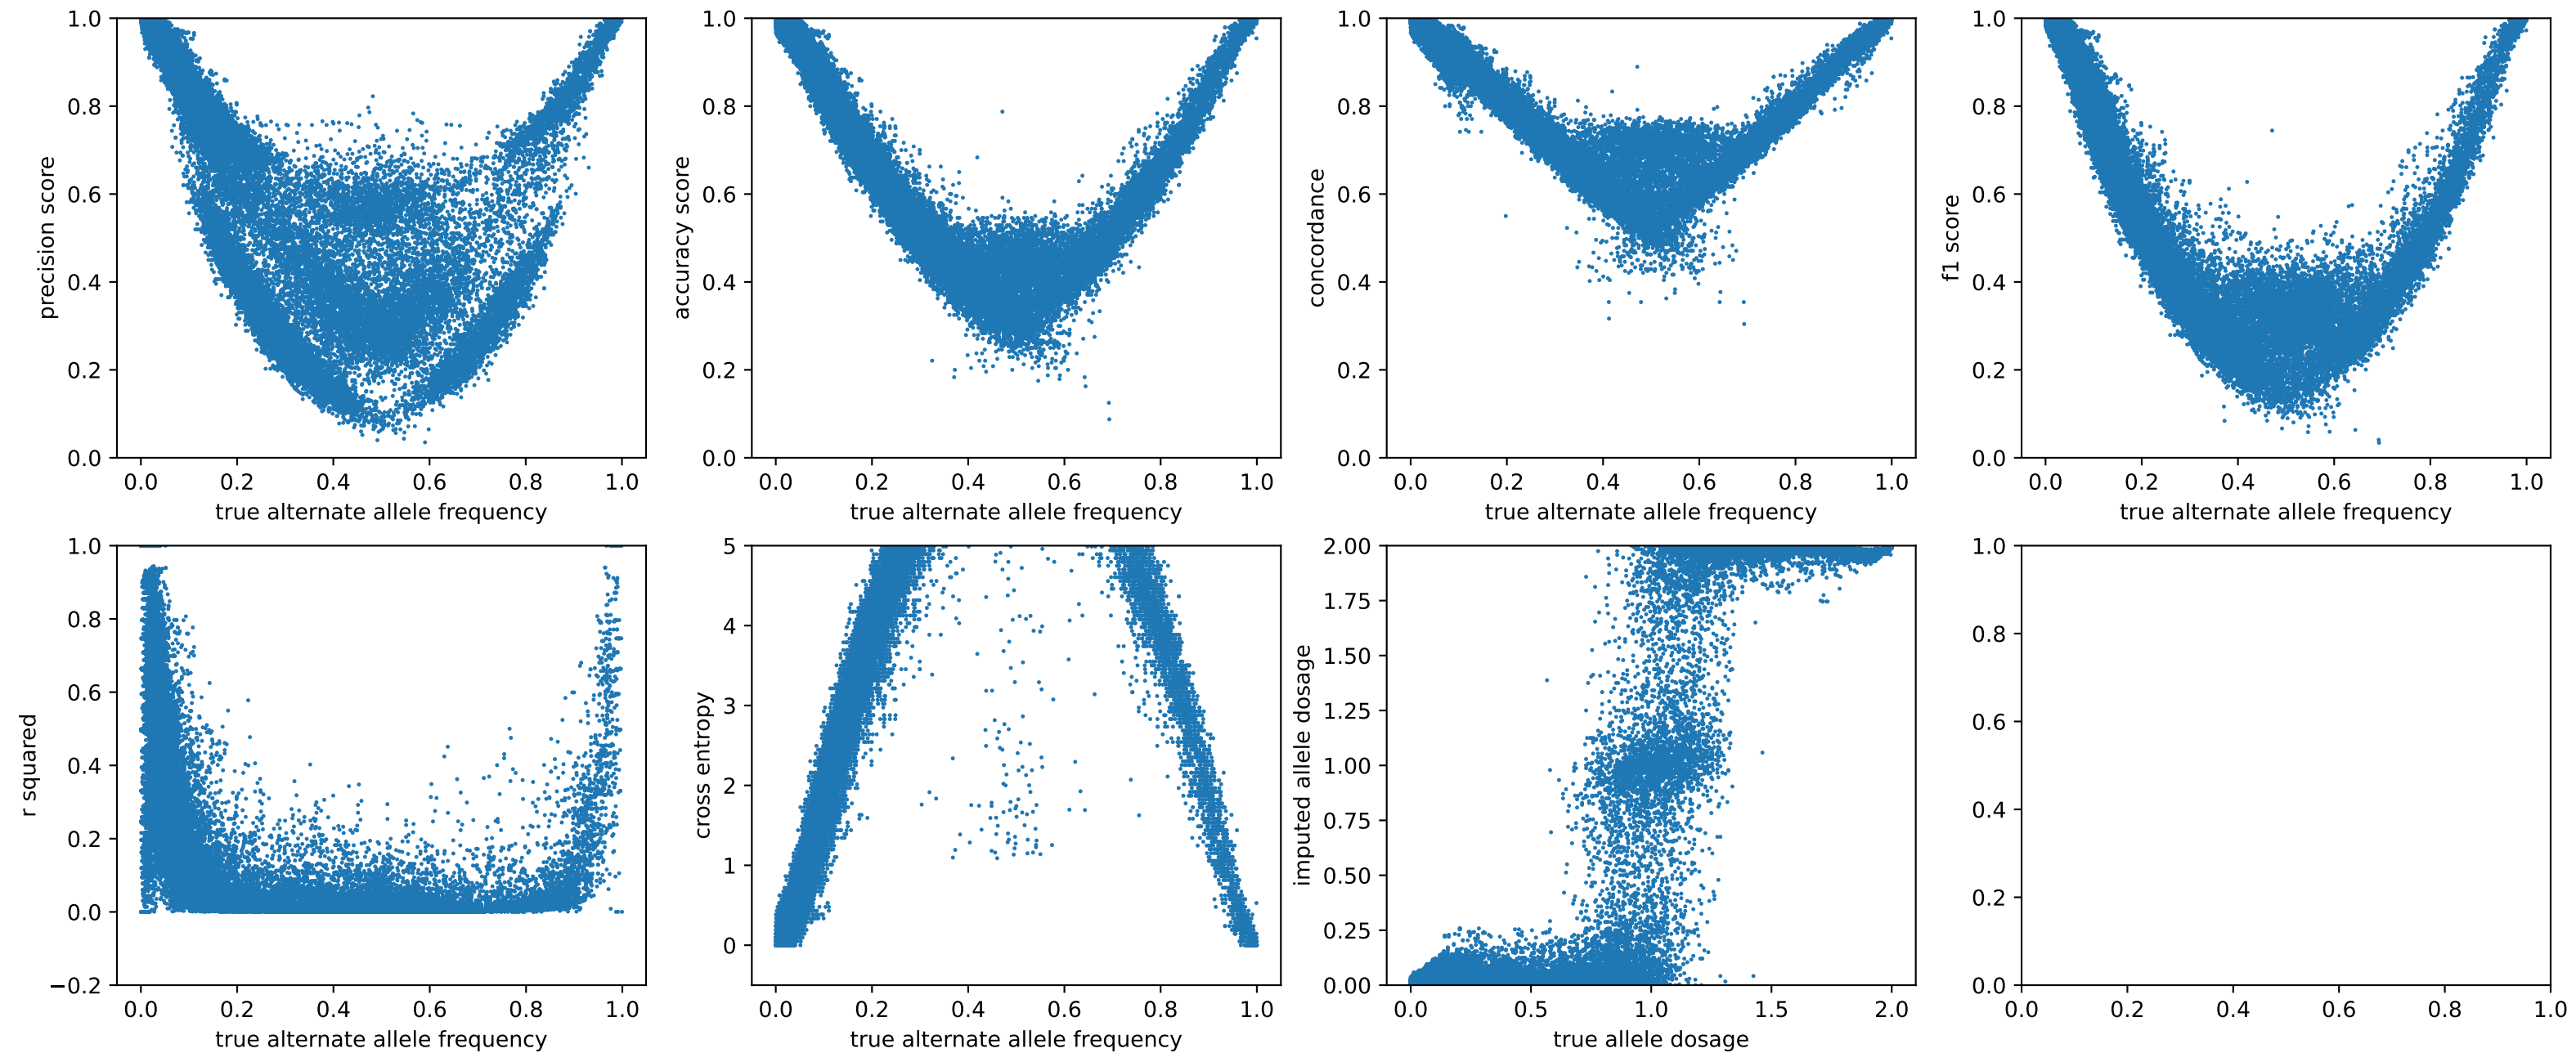 precision score
1.0
0.8
0.6
0.4
0.2
0.0
0.0 0.2 0.4 0.6 0.8 1.0
true alternate allele frequency
accuracy score
1.0
0.8
0.6
0.4
0.2
0.0
0.0 0.2 0.4 0.6 0.8 1.0
true alternate allele frequency
concordance
1.0
0.8
0.6
0.4
0.2
0.0
0.0 0.2 0.4 0.6 0.8 1.0
true alternate allele frequency
f1 score
1.0
0.8
0.6
0.4
0.2
0.0
0.0 0.2 0.4 0.6 0.8 1.0
true alternate allele frequency
r squared
1.0
0.8
0.6
0.4
0.2
0.0
−0.2
0.0 0.2 0.4 0.6 0.8 1.0
true alternate allele frequency
cross entropy
5
4
3
2
1
0
0.0 0.2 0.4 0.6 0.8 1.0
true alternate allele frequency
imputed allele dosage
2.00
1.75
1.50
1.25
1.00
0.75
0.50
0.25
0.00
0.0 0.5 1.0 1.5 2.0
true allele dosage
1.0
0.8
0.6
0.4
0.2
0.0
0.0 0.2 0.4 0.6 0.8 1.0